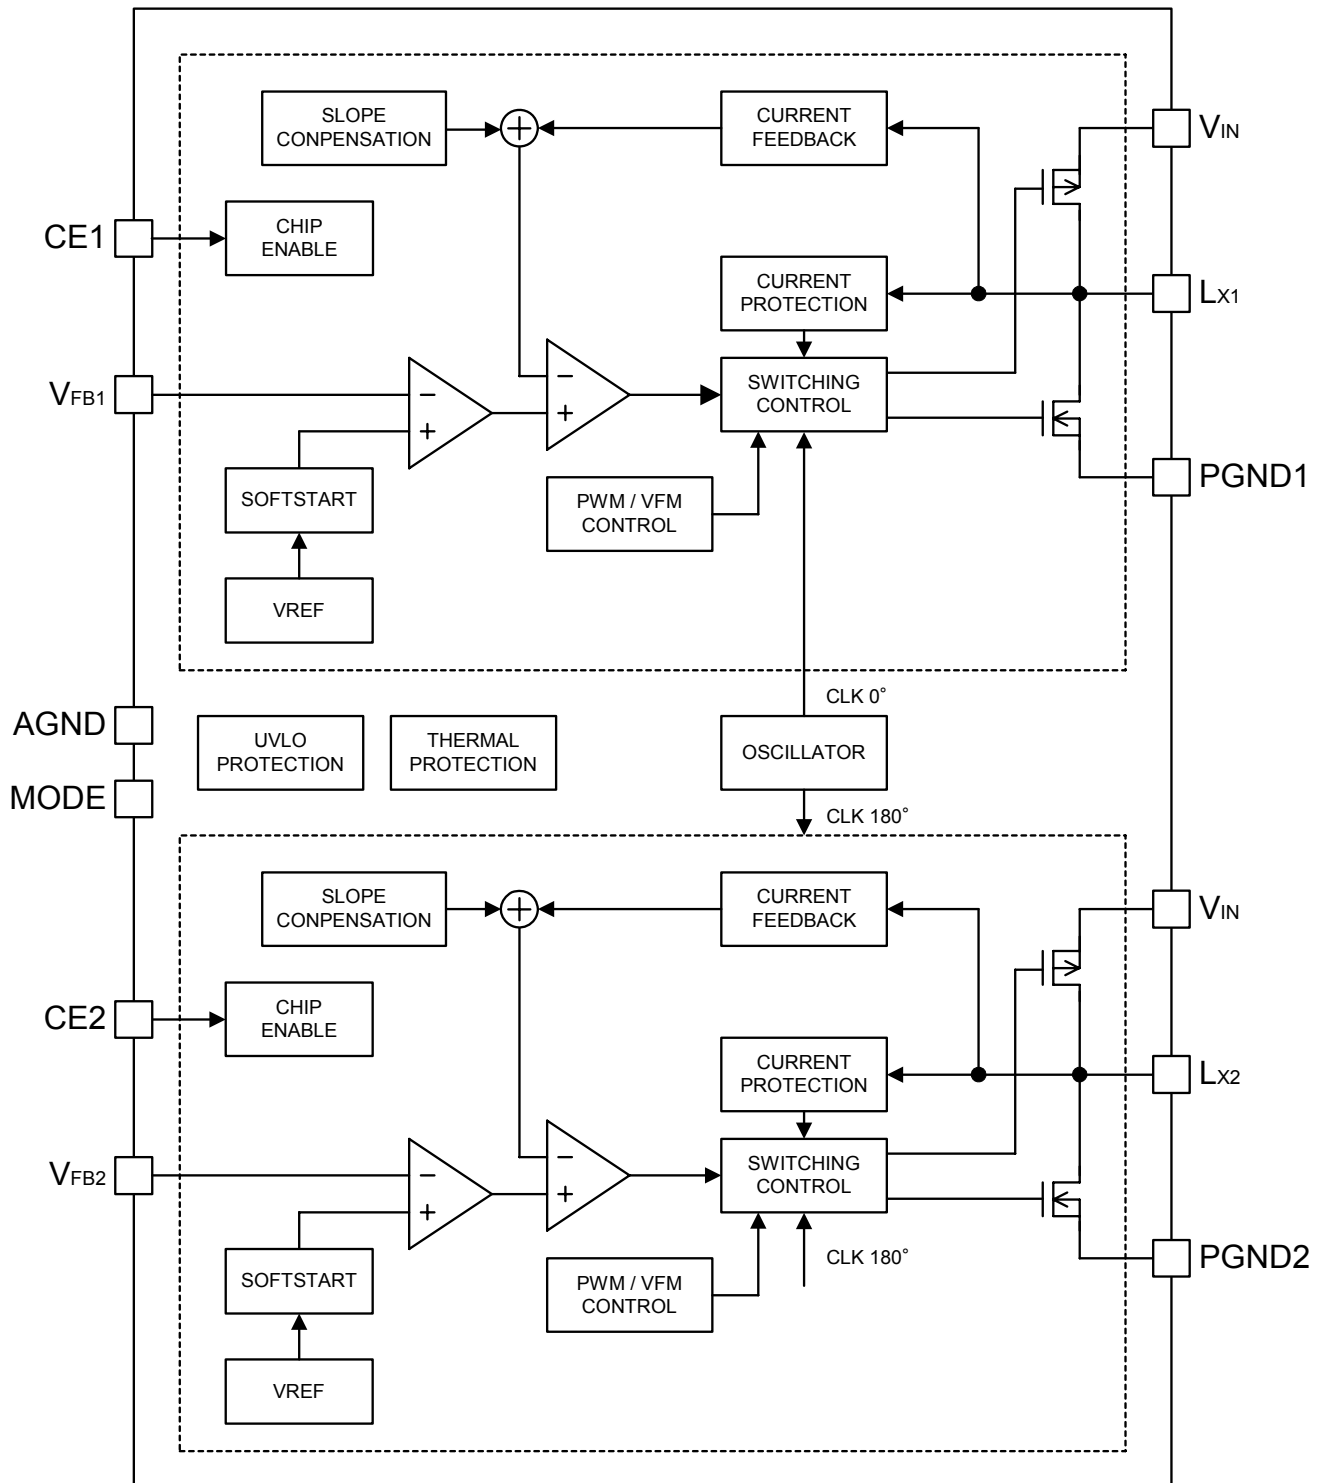 SLOPE
CONPENSATION
CURRENT
FEEDBACK
VIN
CE1
CHIP
ENABLE
CURRENT
PROTECTION
LX1
VFB1
−
+
−
+
SWITCHING
CONTROL
SOFTSTART
PWM / VFM
CONTROL
PGND1
VREF
CLK 0°
AGND
UVLO
PROTECTION
THERMAL
PROTECTION
OSCILLATOR
MODE
CLK 180°
SLOPE
CONPENSATION
CURRENT
FEEDBACK
VIN
CE2
CHIP
ENABLE
CURRENT
PROTECTION
LX2
VFB2
−
+
−
+
SWITCHING
CONTROL
CLK 180°
SOFTSTART
PWM / VFM
CONTROL
PGND2
VREF